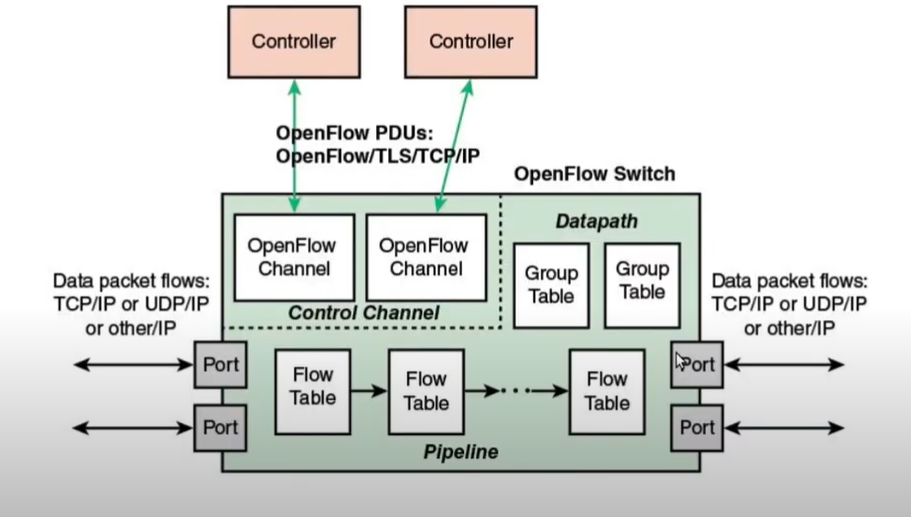 Controller
Controller
OpenFlow PDUs:
OpenFlow/TLS/TCP/IP
OpenFlow Switch
OpenFlow
Channel
OpenFlow
Channel
Control Channel
Datapath
Group
Table
Group
Table
Data packet flows:
TCP/IP or UDP/IP
or other/IP
Data packet flows:
TCP/IP or UDP/IP
or other/IP
Port
Port
Flow
Table
Flow
Table
Flow
Table
Port
Port
Pipeline